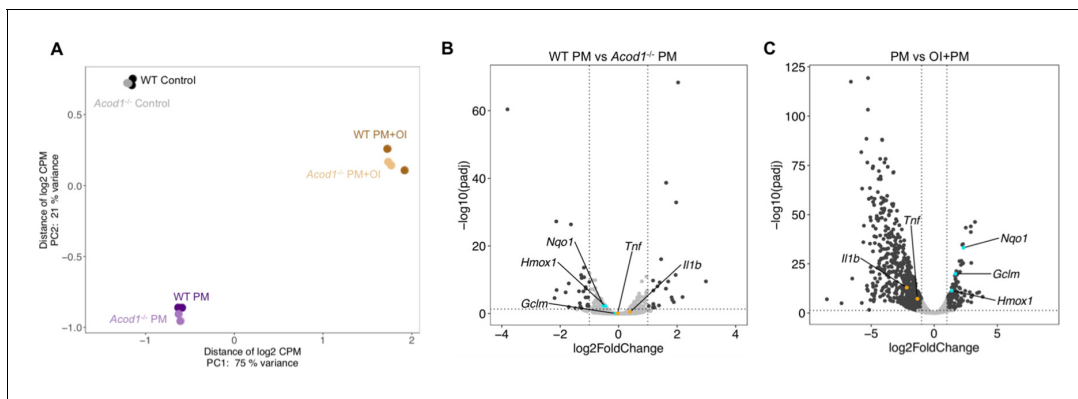 A
WT Control
Acod1-/- Control
WT PM+OI
Acod1-/- PM+OI
WT PM
Acod1-/- PM
0.5
0.0
−0.5
−1.0
−1
0
1
2
Distance of log2 CPM
PC2: 21 % variance
Distance of log2 CPM
PC1: 75 % variance
B
WT PM vs Acod1-/- PM
80
60
40
20
0
−log10(padj)
Nqo1
Hmox1
Gclm
Tnf
Il1b
−4
−2
0
2
4
log2FoldChange
C
PM vs OI+PM
125
100
75
50
25
0
−log10(padj)
Tnf
Il1b
Nqo1
Gclm
Hmox1
−5
0
5
log2FoldChange